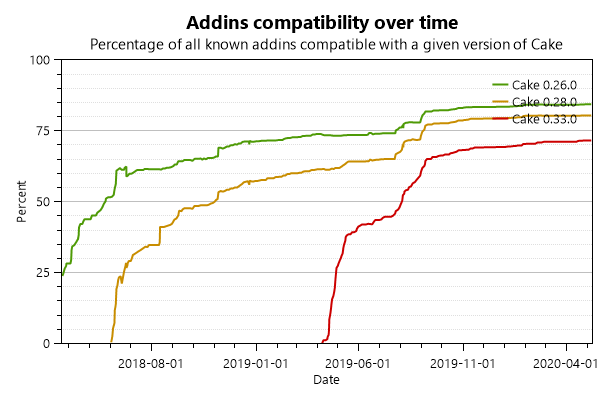 Addins compatibility over time
Percentage of all known addins compatible with a given version of Cake
100
Cake 0.26.0
Cake 0.28.0
Cake 0.33.0
75
50
25
0
Percent
2018-08-01 2019-01-01 2019-06-01 2019-11-01 2020-04-01
Date